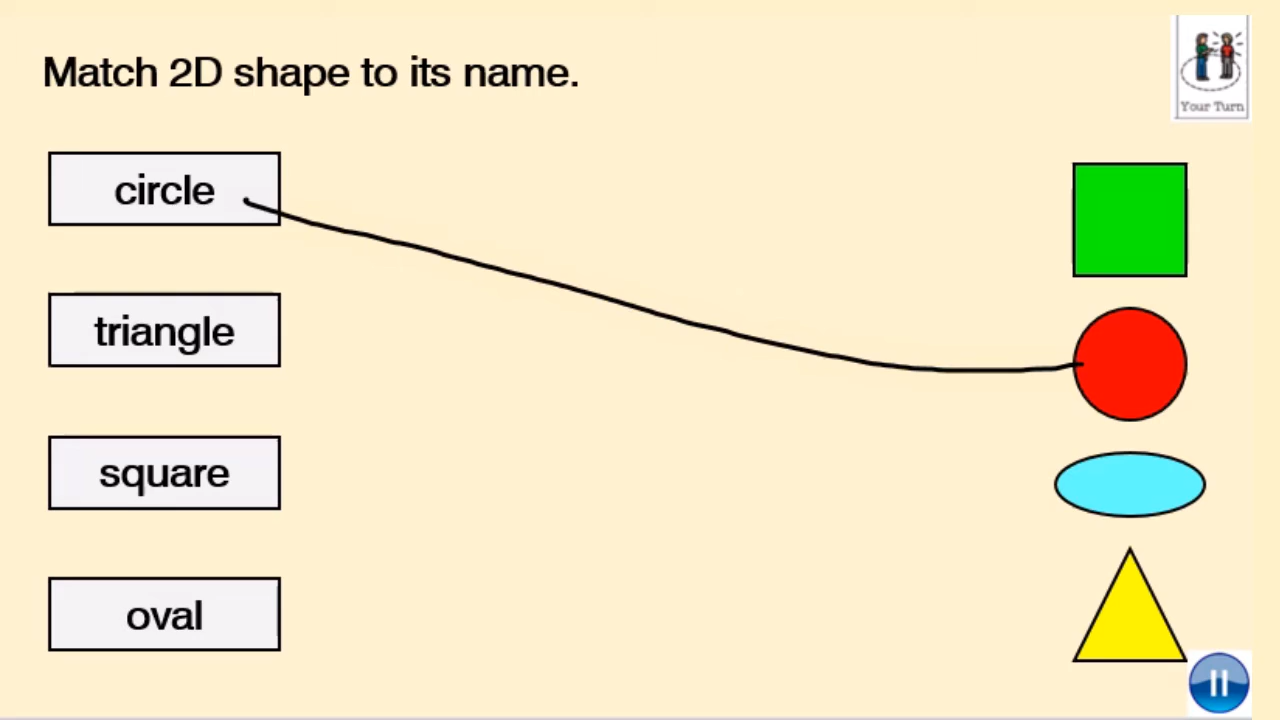 Match 2D shape to its name.
Your Turn
circle
triangle
square
oval